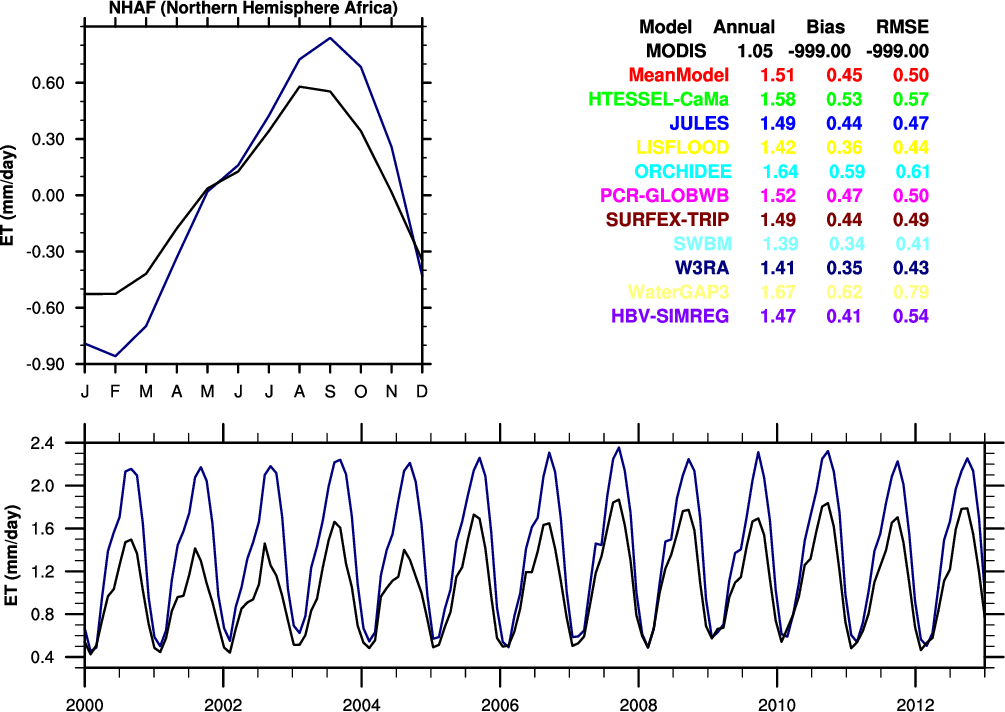 NHAF (Northern Hemisphere Africa)
ET (mm/day)
0.60
0.30
0.00
-0.30
-0.60
-0.90
J F M A M J J A S O N D
Model Annual Bias RMSE
MODIS 1.05 -999.00 -999.00
MeanModel 1.51 0.45 0.50
HTESSEL-CaMa 1.58 0.53 0.57
JULES 1.49 0.44 0.47
LISFLOOD 1.42 0.36 0.44
ORCHIDEE 1.64 0.59 0.61
PCR-GLOBWB 1.52 0.47 0.50
SURFEX-TRIP 1.49 0.44 0.49
SWBM 1.39 0.34 0.41
W3RA 1.41 0.35 0.43
WaterGAP3 1.67 0.62 0.79
HBV-SIMREG 1.47 0.41 0.54
ET (mm/day)
2.4
2.0
1.6
1.2
0.8
0.4
2000 2002 2004 2006 2008 2010 2012